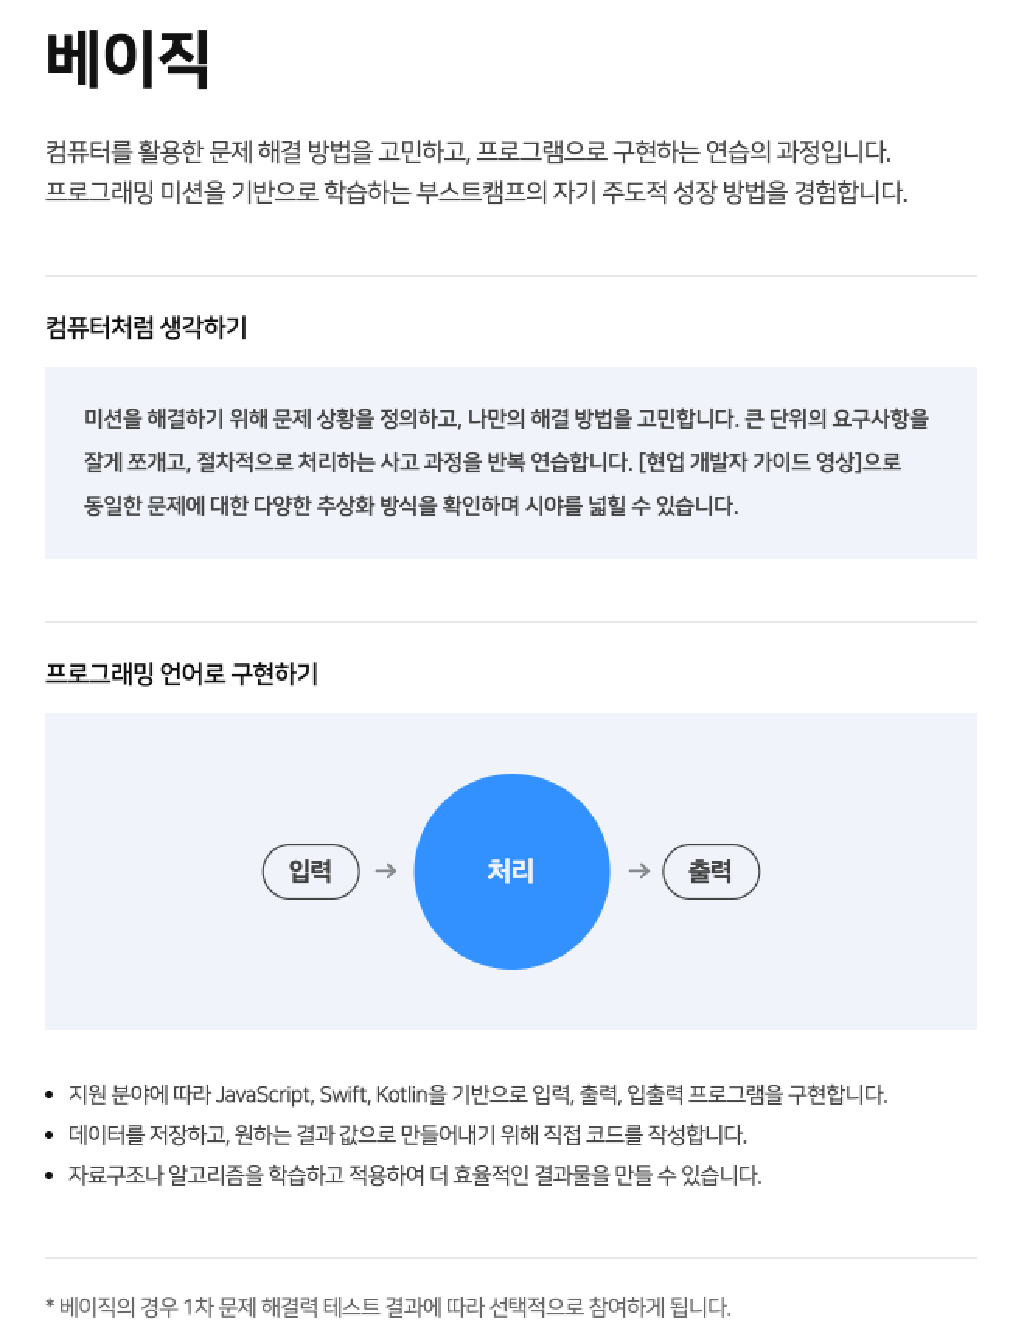 베이직
컴퓨터를 활용한 문제 해결 방법을 고민하고, 프로그램으로 구현하는 연습의 과정입니다.
프로그래밍 미션을 기반으로 학습하는 부스트캠프의 자기 주도적 성장 방법을 경험합니다.
컴퓨터처럼 생각하기
미션을 해결하기 위해 문제 상황을 정의하고, 나만의 해결 방법을 고민합니다. 큰 단위의 요구사항을
잘게 쪼개고, 절차적으로 처리하는 사고 과정을 반복 연습합니다. [현업 개발자 가이드 영상]으로
동일한 문제에 대한 다양한 추상화 방식을 확인하며 시야를 넓힐 수 있습니다.
프로그래밍 언어로 구현하기
입력 → 처리 → 출력
• 지원 분야에 따라 JavaScript, Swift, Kotlin을 기반으로 입력, 출력, 입출력 프로그램을 구현합니다.
• 데이터를 저장하고, 원하는 결과 값으로 만들어내기 위해 직접 코드를 작성합니다.
• 자료구조나 알고리즘을 학습하고 적용하여 더 효율적인 결과물을 만들 수 있습니다.
* 베이직의 경우 1차 문제 해결력 테스트 결과에 따라 선택적으로 참여하게 됩니다.